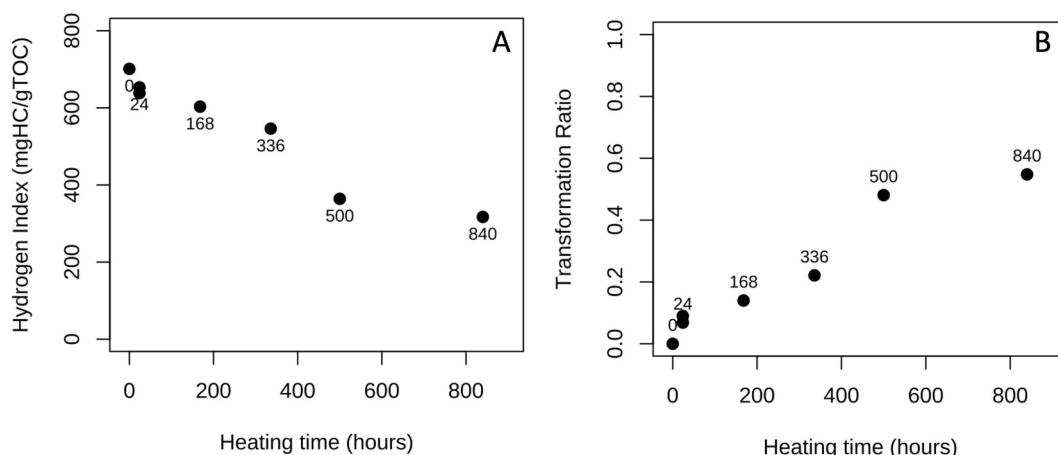 A
Hydrogen Index (mgHC/gTOC)
800
600
400
200
0
0
24
168
336
500
840
0 200 400 600 800
Heating time (hours)
B
Transformation Ratio
1.0
0.8
0.6
0.4
0.2
0.0
0
24
168
336
500
840
0 200 400 600 800
Heating time (hours)